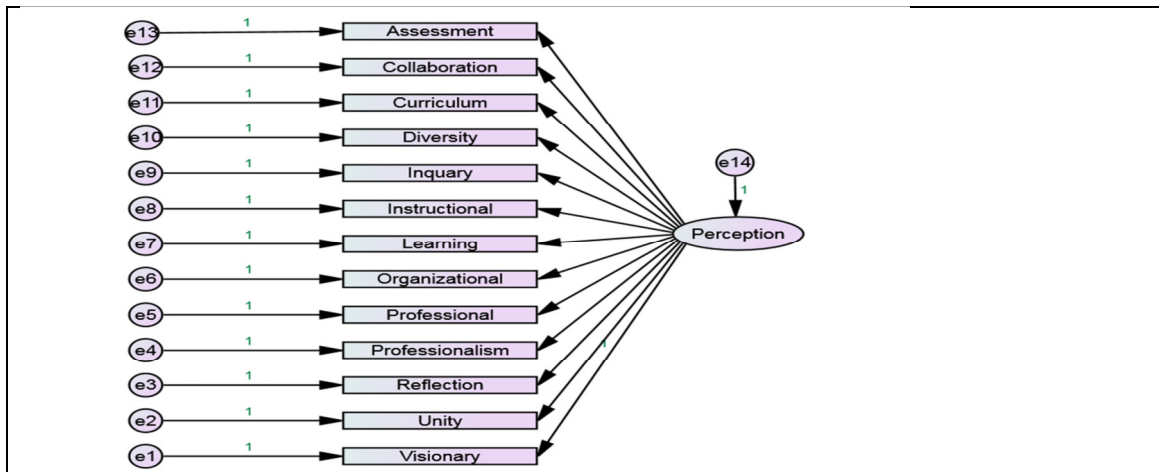 e13 1 Assessment
e12 1 Collaboration
e11 1 Curriculum
e10 1 Diversity
e9 1 Inquary
e8 1 Instructional
e7 1 Learning
e6 1 Organizational
e5 1 Professional
e4 1 Professionalism
e3 1 Reflection
e2 1 Unity
e1 1 Visionary
1
e14
1
Perception